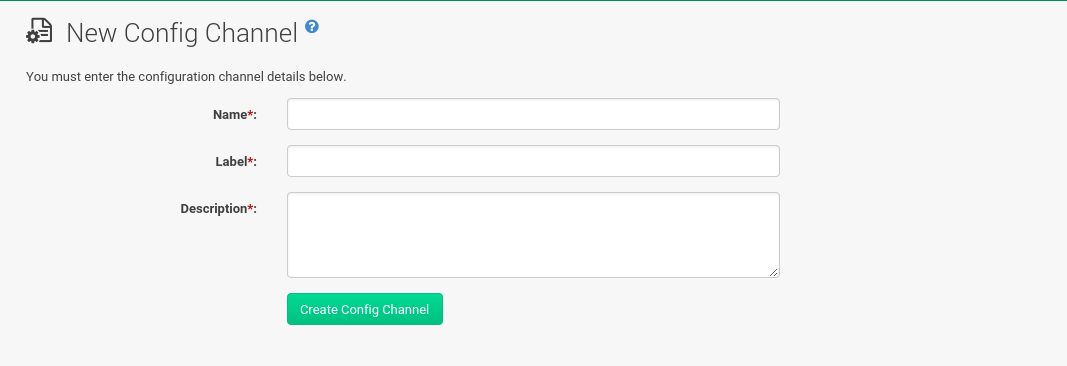 New Config Channel ?
You must enter the configuration channel details below.
Name*:
Label*:
Description*:
Create Config Channel